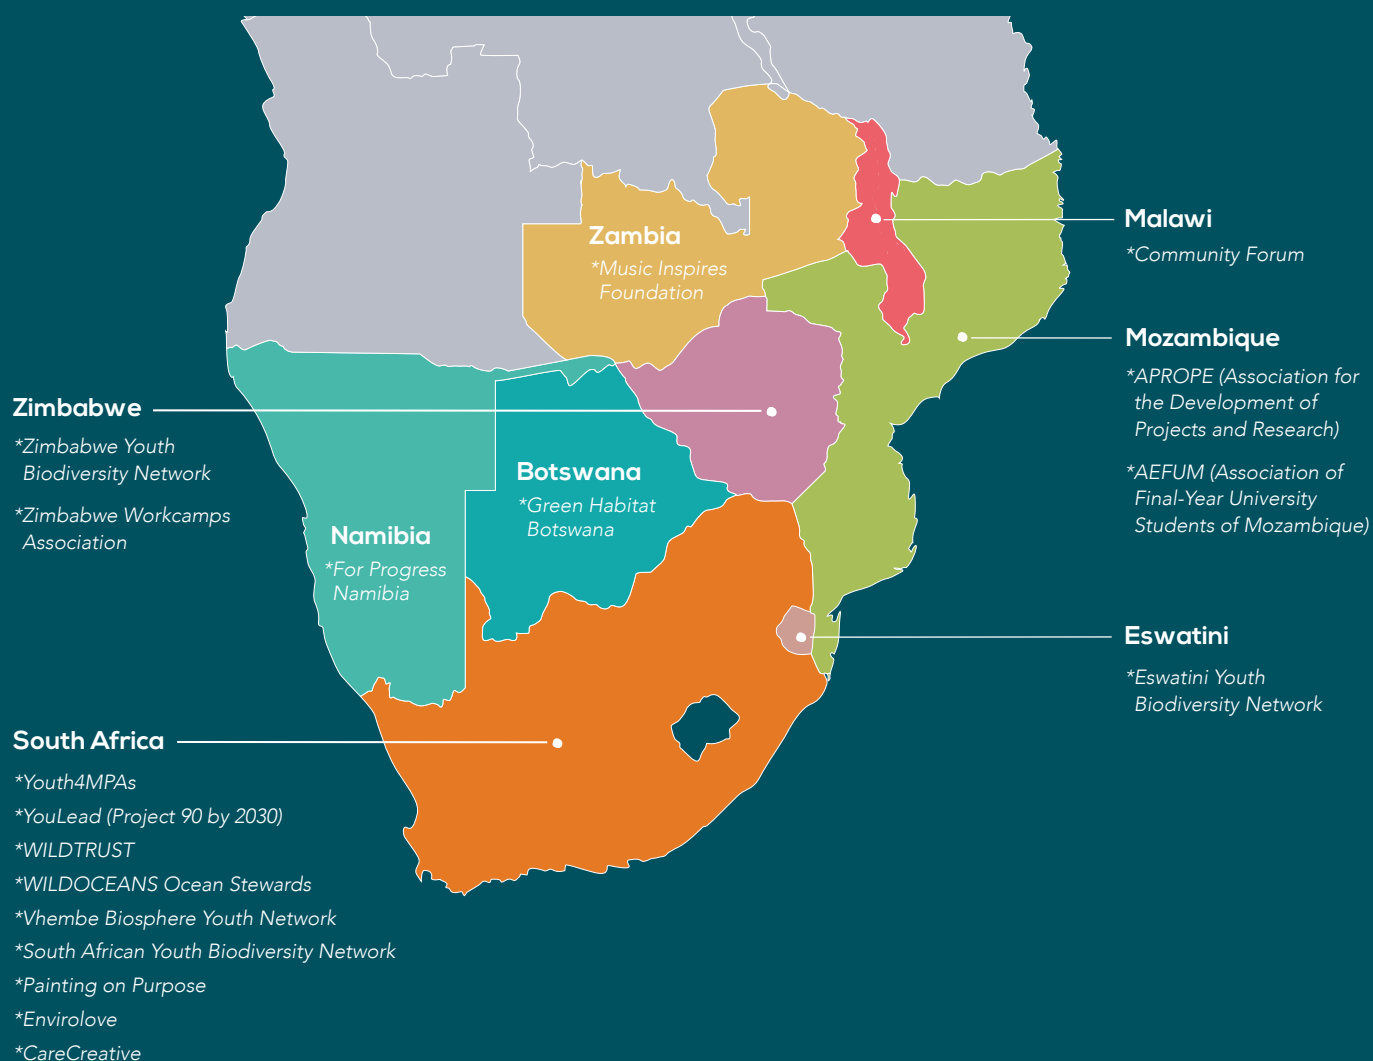 Zambia
*Music Inspires
Foundation
Malawi
*Community Forum
Mozambique
*APROPE (Association for
the Development of
Projects and Research)
*AEFUM (Association of
Final-Year University
Students of Mozambique)
Zimbabwe
*Zimbabwe Youth
Biodiversity Network
*Zimbabwe Workcamps
Association
Botswana
*Green Habitat
Botswana
Namibia
*For Progress
Namibia
Eswatini
*Eswatini Youth
Biodiversity Network
South Africa
*Youth4MPAs
*YouLead (Project 90 by 2030)
*WILDTRUST
*WILDOCEANS Ocean Stewards
*Vhembe Biosphere Youth Network
*South African Youth Biodiversity Network
*Painting on Purpose
*Envirolove
*CareCreative